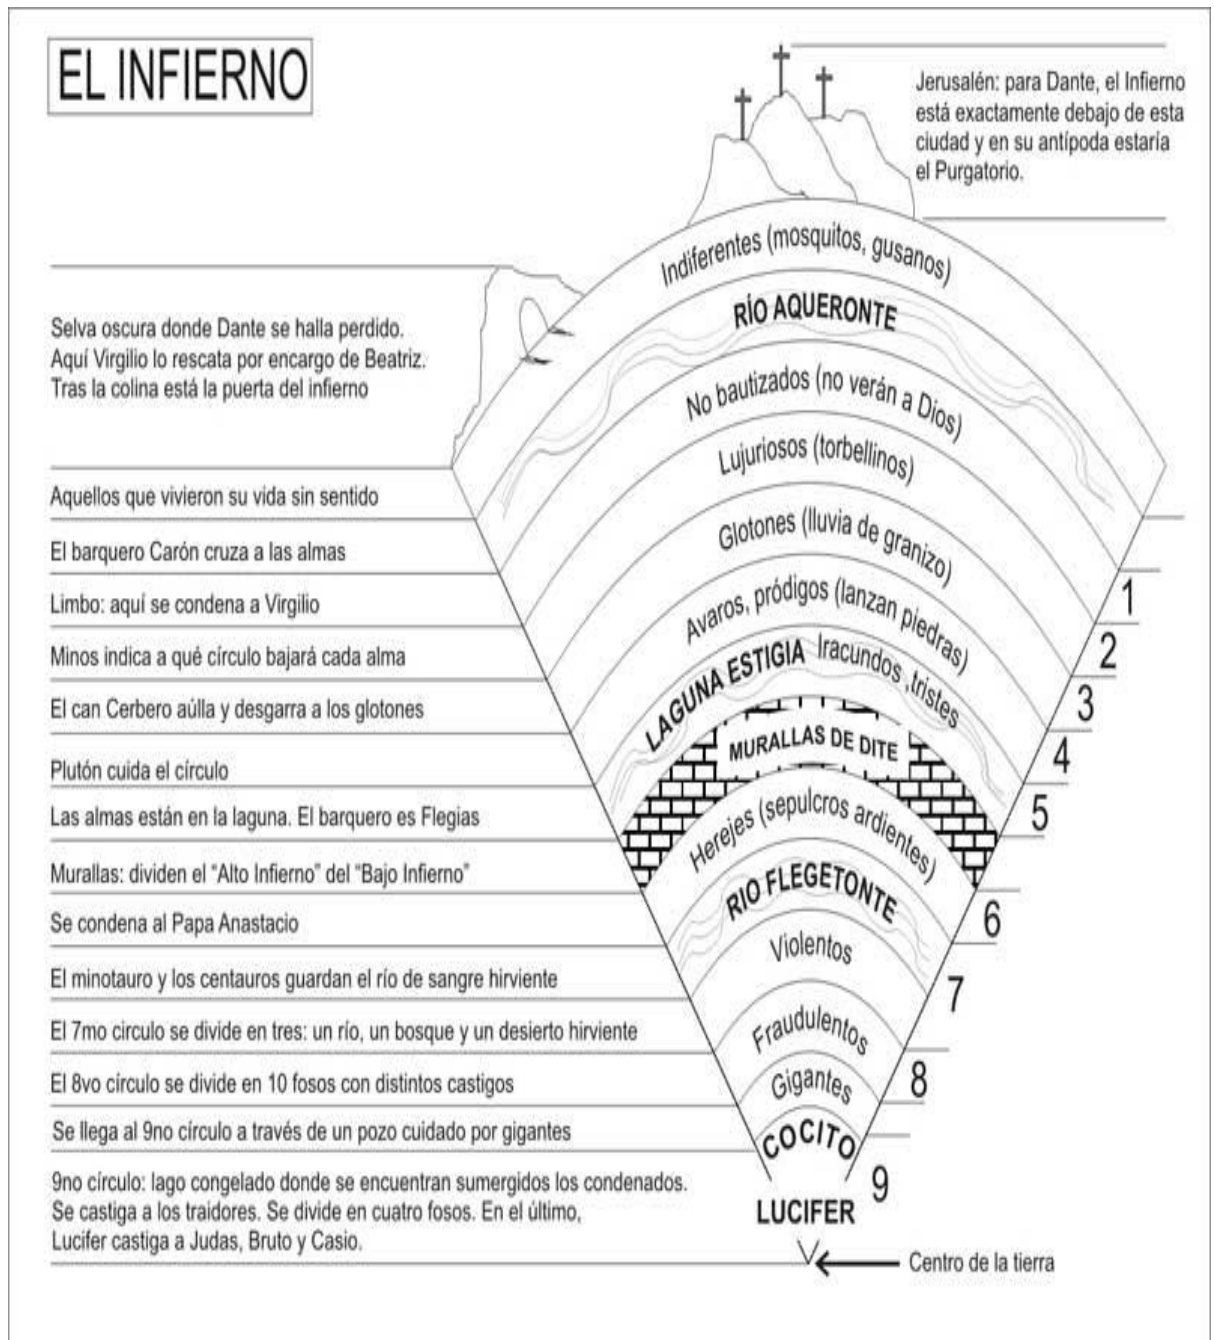 EL INFIERNO
Jerusalén: para Dante, el Infierno
está exactamente debajo de esta
ciudad y en su antípoda estaría
el Purgatorio.
Indiferentes (mosquitos, gusanos)
RÍO AQUERONTE
No bautizados (no verán a Dios)
Lujuriosos (torbellinos)
Glotones (lluvia de granizo)
Avaros, pródigos (lanzan piedras)
LAGUNA ESTIGIA Iracundos ,tristes
MURALLAS DE DITE
Herejes (sepulcros ardientes)
RIO FLEGETONTE
Violentos
Fraudulentos
Gigantes
COCITO
LUCIFER
Centro de la tierra
Selva oscura donde Dante se halla perdido.
Aquí Virgilio lo rescata por encargo de Beatriz.
Tras la colina está la puerta del infierno
Aquellos que vivieron su vida sin sentido
El barquero Carón cruza a las almas
Limbo: aquí se condena a Virgilio
Minos indica a qué círculo bajará cada alma
El can Cerbero aúlla y desgarra a los glotones
Plutón cuida el círculo
Las almas están en la laguna. El barquero es Flegias
Murallas: dividen el “Alto Infierno” del “Bajo Infierno”
Se condena al Papa Anastacio
El minotauro y los centauros guardan el río de sangre hirviente
El 7mo circulo se divide en tres: un río, un bosque y un desierto hirviente
El 8vo círculo se divide en 10 fosos con distintos castigos
Se llega al 9no círculo a través de un pozo cuidado por gigantes
9no círculo: lago congelado donde se encuentran sumergidos los condenados.
Se castiga a los traidores. Se divide en cuatro fosos. En el último,
Lucifer castiga a Judas, Bruto y Casio.
1
2
3
4
5
6
7
8
9